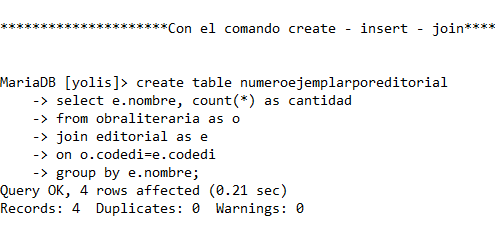 *********************Con el comando create - insert - join****
MariaDB [yolis]> create table numeroejemplarporeditorial
    -> select e.nombre, count(*) as cantidad
    -> from obraliteraria as o
    -> join editorial as e
    -> on o.codedi=e.codedi
    -> group by e.nombre;
Query OK, 4 rows affected (0.21 sec)
Records: 4  Duplicates: 0  Warnings: 0